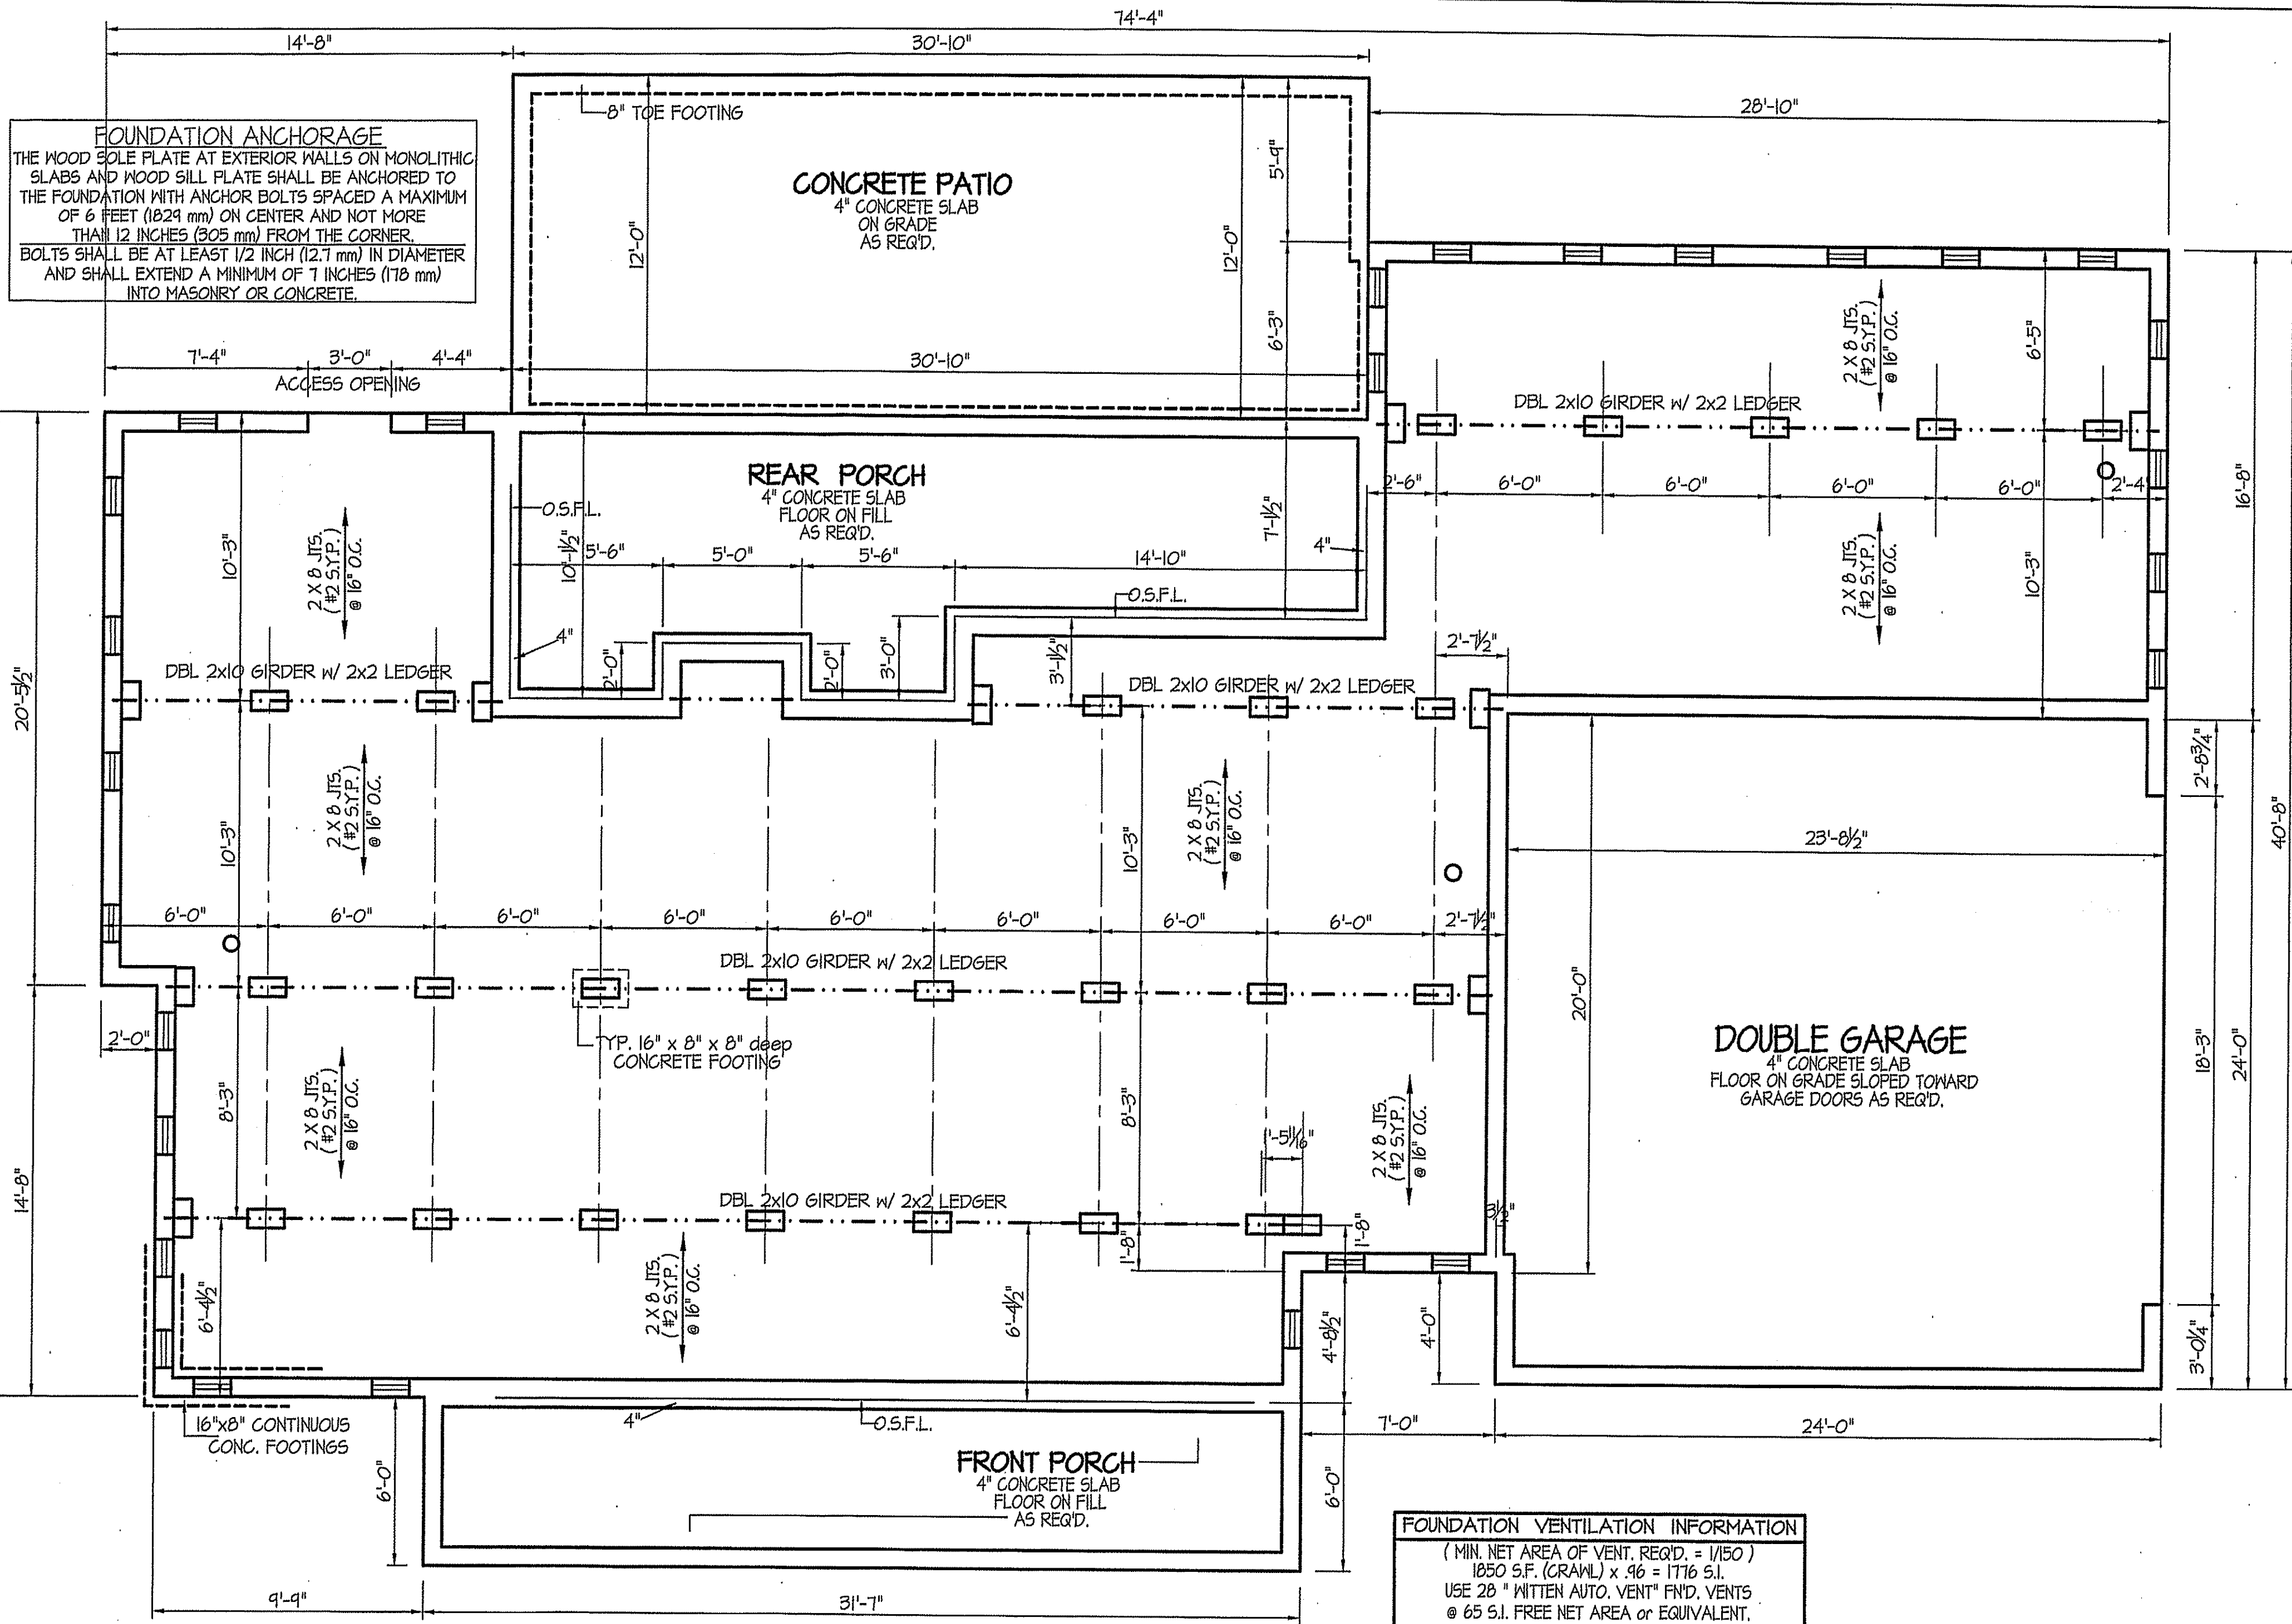 74'-4"
14'-8"
30'-10"
28'-10"
8" TOE FOOTING
FOUNDATION ANCHORAGE
THE WOOD SOLE PLATE AT EXTERIOR WALLS ON MONOLITHIC
SLABS AND WOOD SILL PLATE SHALL BE ANCHORED TO
THE FOUNDATION WITH ANCHOR BOLTS SPACED A MAXIMUM
OF 6 FEET (1829 mm) ON CENTER AND NOT MORE
THAN 12 INCHES (305 mm) FROM THE CORNER.
BOLTS SHALL BE AT LEAST 1/2 INCH (12.7 mm) IN DIAMETER
AND SHALL EXTEND A MINIMUM OF 7 INCHES (178 mm)
INTO MASONRY OR CONCRETE.
CONCRETE PATIO
4" CONCRETE SLAB
ON GRADE
AS REQ'D.
12'-0"
12'-0"
5'-9"
6'-3"
7'-4"
3'-0"
4'-4"
ACCESS OPENING
30'-10"
2 X 8 JTS.
(#2 S.Y.P.)
@ 16" O.C.
6'-5"
DBL 2x10 GIRDER w/ 2x2 LEDGER
2'-6"
6'-0"
6'-0"
6'-0"
6'-0"
2'-4"
16'-8"
REAR PORCH
4" CONCRETE SLAB
FLOOR ON FILL
AS REQ'D.
O.S.F.L.
10'-1½"
5'-6"
5'-0"
5'-6"
14'-10"
7'-1½"
4"
O.S.F.L.
10'-3"
2 X 8 JTS.
(#2 S.Y.P.)
@ 16" O.C.
2 X 8 JTS.
(#2 S.Y.P.)
@ 16" O.C.
10'-3"
4"
2'-0"
2'-0"
3'-0"
3'-1½"
2'-7½"
DBL 2x10 GIRDER w/ 2x2 LEDGER
DBL 2x10 GIRDER w/ 2x2 LEDGER
20'-5½"
10'-3"
2 X 8 JTS.
(#2 S.Y.P.)
@ 16" O.C.
10'-3"
2 X 8 JTS.
(#2 S.Y.P.)
@ 16" O.C.
23'-8½"
2'-8¾"
40'-8"
6'-0"
6'-0"
6'-0"
6'-0"
6'-0"
6'-0"
6'-0"
6'-0"
2'-7½"
DBL 2x10 GIRDER w/ 2x2 LEDGER
2'-0"
TYP. 16" x 8" x 8" deep
CONCRETE FOOTING
20'-0"
DOUBLE GARAGE
4" CONCRETE SLAB
FLOOR ON GRADE SLOPED TOWARD
GARAGE DOORS AS REQ'D.
18'-3"
24'-0"
14'-8"
8'-3"
2 X 8 JTS.
(#2 S.Y.P.)
@ 16" O.C.
8'-3"
2 X 8 JTS.
(#2 S.Y.P.)
@ 16" O.C.
DBL 2x10 GIRDER w/ 2x2 LEDGER
3½"
1'-8"
1'-8"
6'-4½"
2 X 8 JTS.
(#2 S.Y.P.)
@ 16" O.C.
6'-4½"
4'-8½"
4'-0"
3'-0¼"
16"x8" CONTINUOUS
CONC. FOOTINGS
4"
O.S.F.L.
7'-0"
24'-0"
6'-0"
FRONT PORCH
4" CONCRETE SLAB
FLOOR ON FILL
AS REQ'D.
6'-0"
9'-9"
31'-7"
FOUNDATION VENTILATION INFORMATION
( MIN. NET AREA OF VENT. REQ'D. = 1/150 )
1850 S.F. (CRAWL) x .96 = 1776 S.I.
USE 28 " WITTEN AUTO. VENT" FN'D. VENTS
@ 65 S.I. FREE NET AREA or EQUIVALENT.